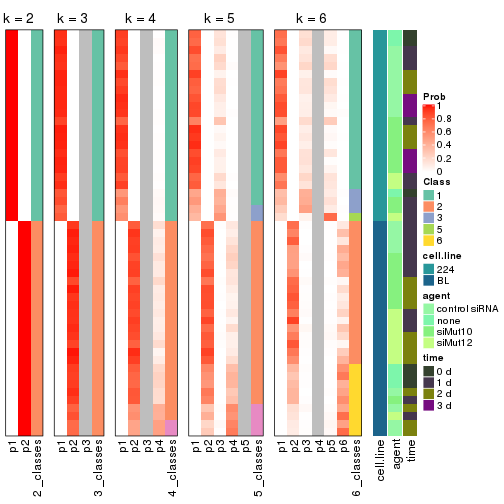 k = 2
k = 3
k = 4
k = 5
k = 6
Prob
1
0.8
0.6
0.4
0.2
0
Class
1
2
3
5
6
cell.line
224
BL
agent
control siRNA
none
siMut10
siMut12
time
0 d
1 d
2 d
3 d
p1
p2
2_classes
p1
p2
p3
3_classes
p1
p2
p3
p4
4_classes
p1
p2
p3
p4
p5
5_classes
p1
p2
p3
p4
p5
p6
6_classes
cell.line
agent
time